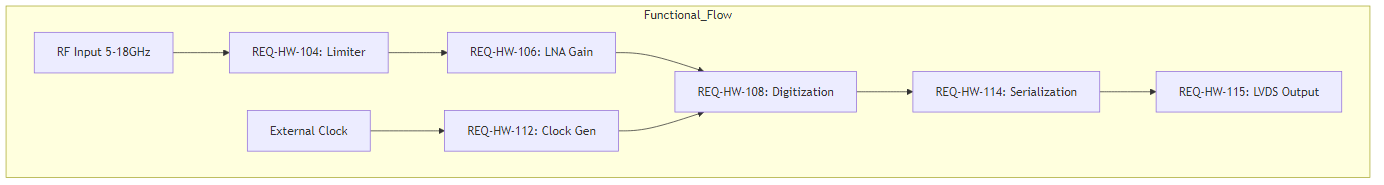 Functional_Flow
RF Input 5-18GHz
REQ-HW-104: Limiter
REQ-HW-106: LNA Gain
REQ-HW-108: Digitization
REQ-HW-114: Serialization
REQ-HW-115: LVDS Output
External Clock
REQ-HW-112: Clock Gen